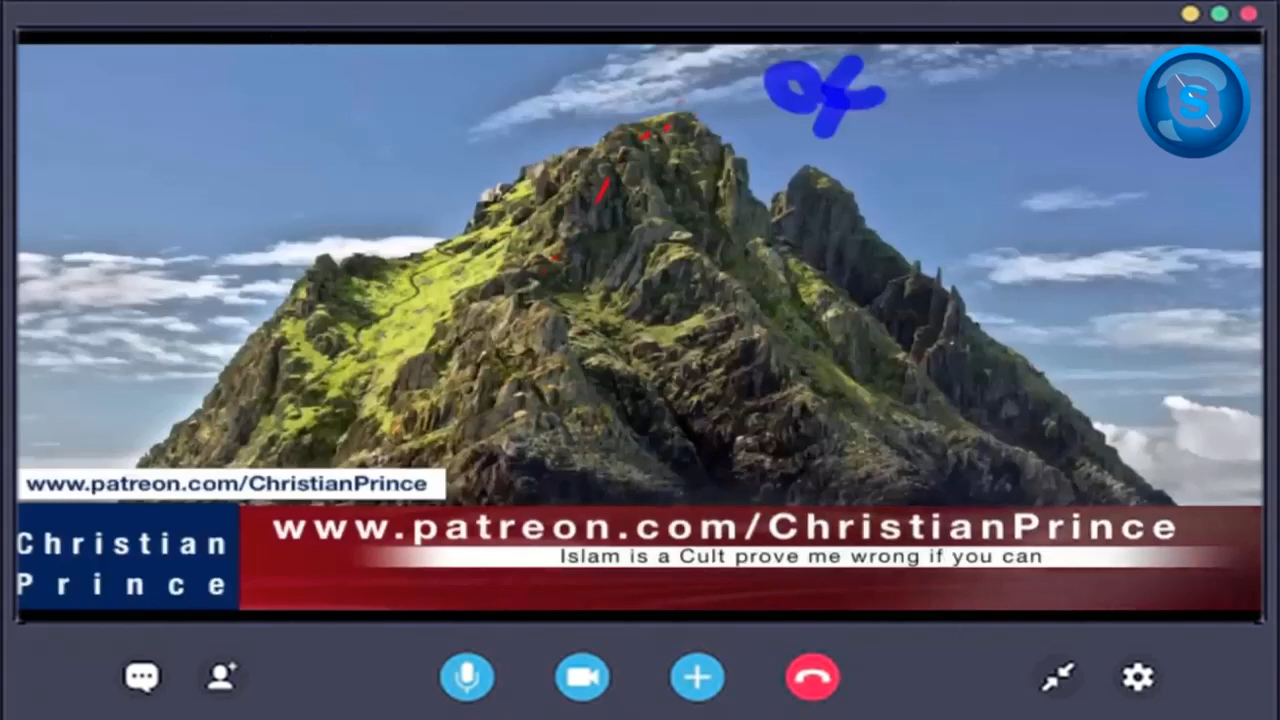 S
www.patreon.com/ChristianPrince
Christian
Prince
www.patreon.com/ChristianPrince
Islam is a Cult prove me wrong if you can